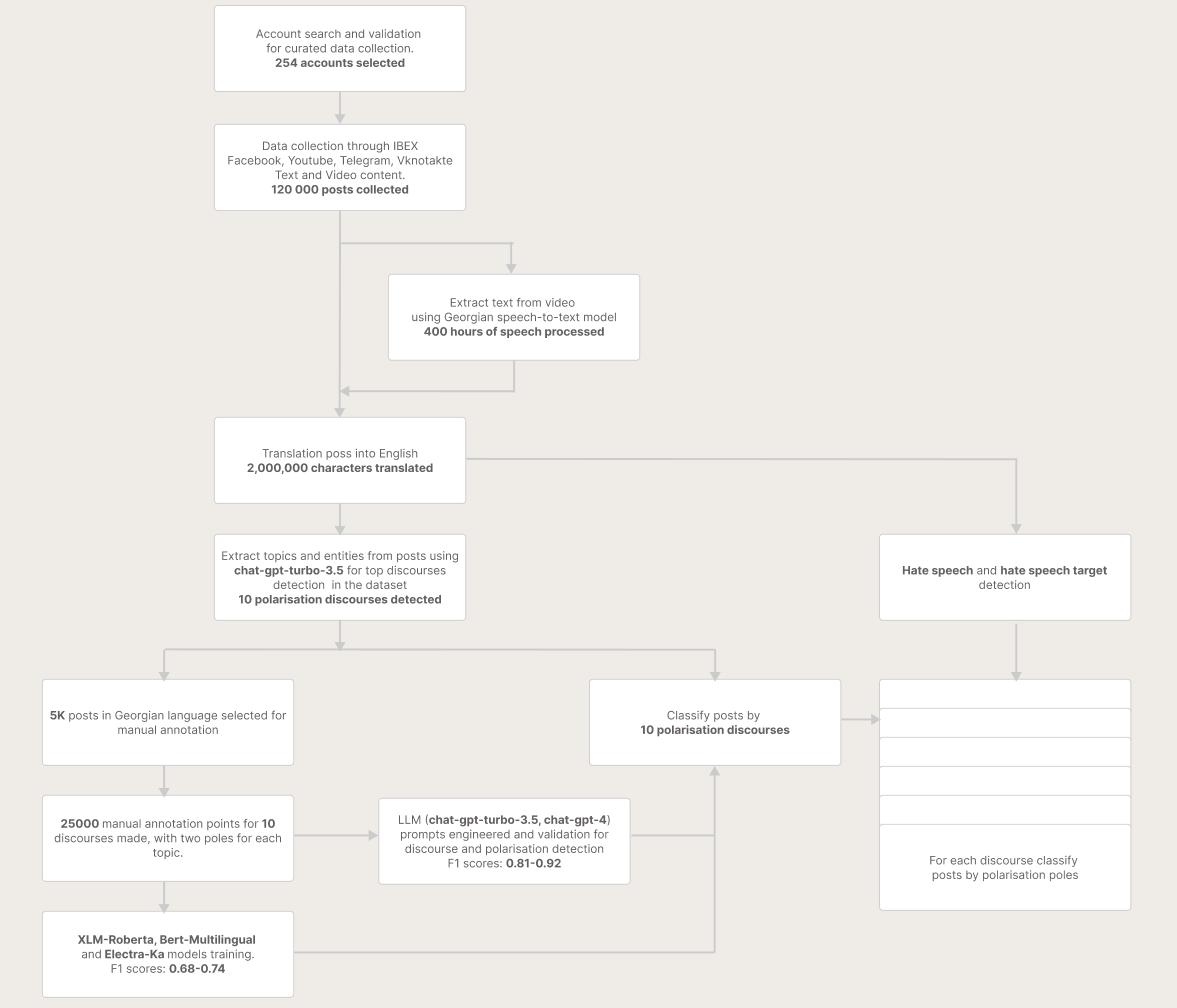 Account search and validation
for curated data collection.
254 accounts selected
Data collection through IBEX
Facebook, Youtube, Telegram, Vknotakte
Text and Video content.
120 000 posts collected
Extract text from video
using Georgian speech-to-text model
400 hours of speech processed
Translation poss into English
2,000,000 characters translated
Extract topics and entities from posts using
chat-gpt-turbo-3.5 for top discourses
detection in the dataset
10 polarisation discourses detected
Hate speech and hate speech target
detection
5K posts in Georgian language selected for
manual annotation
Classify posts by
10 polarisation discourses
25000 manual annotation points for 10
discourses made, with two poles for each
topic.
LLM (chat-gpt-turbo-3.5, chat-gpt-4)
prompts engineered and validation for
discourse and polarisation detection
F1 scores: 0.81-0.92
For each discourse classify
posts by polarisation poles
XLM-Roberta, Bert-Multilingual
and Electra-Ka models training.
F1 scores: 0.68-0.74